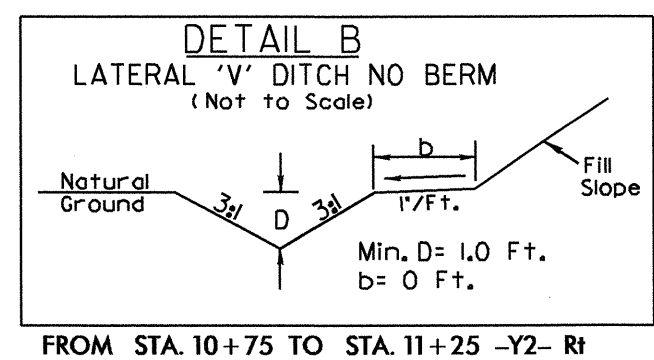 DETAIL B
LATERAL 'V' DITCH NO BERM
(Not to Scale)
b
Natural
Ground
3:1
D
3:1
1"/Ft.
Fill
Slope
Min. D= 1.0 Ft.
b= 0 Ft.
FROM STA. 10+75 TO STA. 11+25 -Y2- Rt